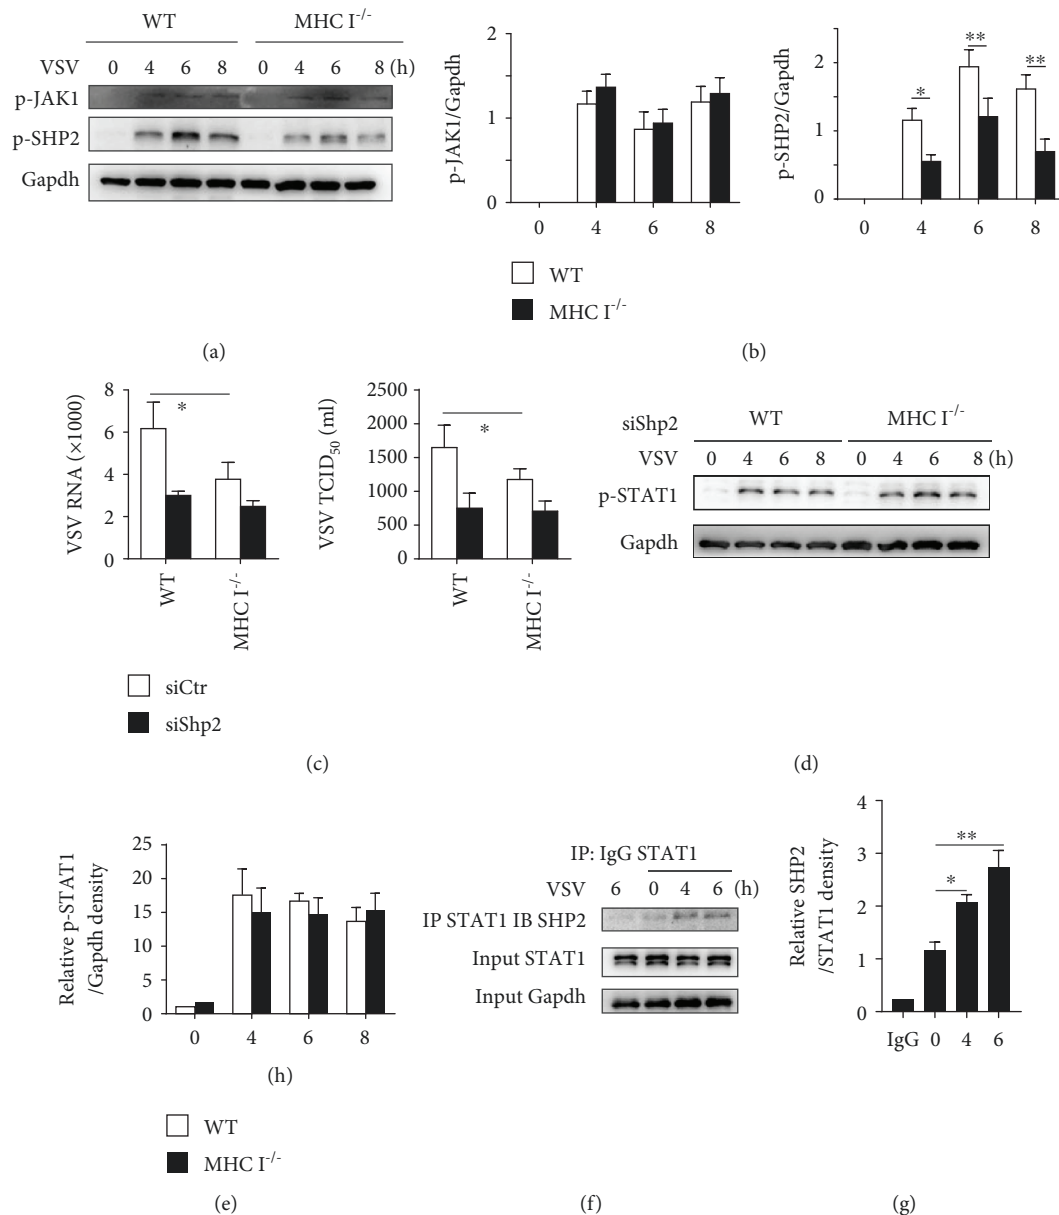 WT MHC I-/-
VSV 0 4 6 8 0 4 6 8 (h)
p-JAK1
p-SHP2
Gapdh
(a)
p-JAK1/Gapdh
2
1
0
0 4 6 8
p-SHP2/Gapdh
2
1
0
* ** **
0 4 6 8
WT
MHC I-/-
(b)
VSV RNA (×1000)
8
6
4
2
0
*
WT
MHC I-/-
VSV TCID50 (ml)
2500
2000
1500
1000
500
0
*
WT
MHC I-/-
siCtr
siShp2
(c)
siShp2 WT MHC I-/-
VSV 0 4 6 8 0 4 6 8 (h)
p-STAT1
Gapdh
(d)
Relative p-STAT1
/Gapdh density
25
20
15
10
5
0
0 4 6 8
(h)
WT
MHC I-/-
(e)
IP: IgG STAT1
VSV 6 0 4 6 (h)
IP STAT1 IB SHP2
Input STAT1
Input Gapdh
(f)
Relative SHP2
/STAT1 density
4
3
2
1
0
**
*
IgG 0 4 6
(g)